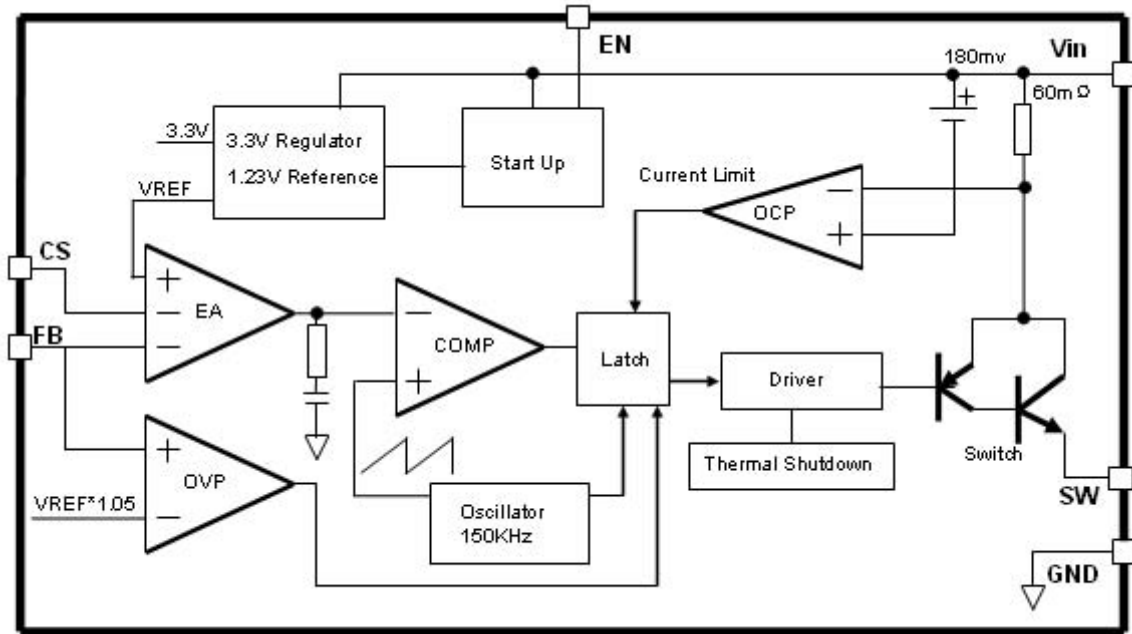 EN
180mv
Vin
60mΩ
3.3V
3.3V Regulator
1.23V Reference
Start Up
VREF
Current Limit
OCP
CS
EA
FB
COMP
Latch
Driver
Thermal Shutdown
Switch
OVP
VREF*1.05
Oscillator
150KHz
SW
GND